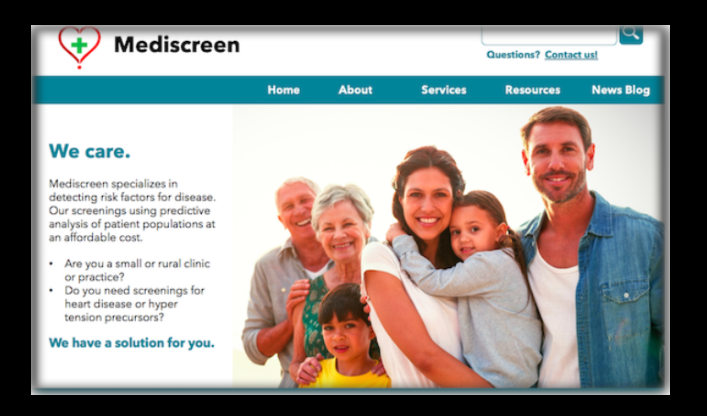 Mediscreen
Questions? Contact us!
Home About Services Resources News Blog
We care.
Mediscreen specializes in
detecting risk factors for disease.
Our screenings using predictive
analysis of patient populations at
an affordable cost.
• Are you a small or rural clinic
or practice?
• Do you need screenings for
heart disease or hyper
tension precursors?
We have a solution for you.